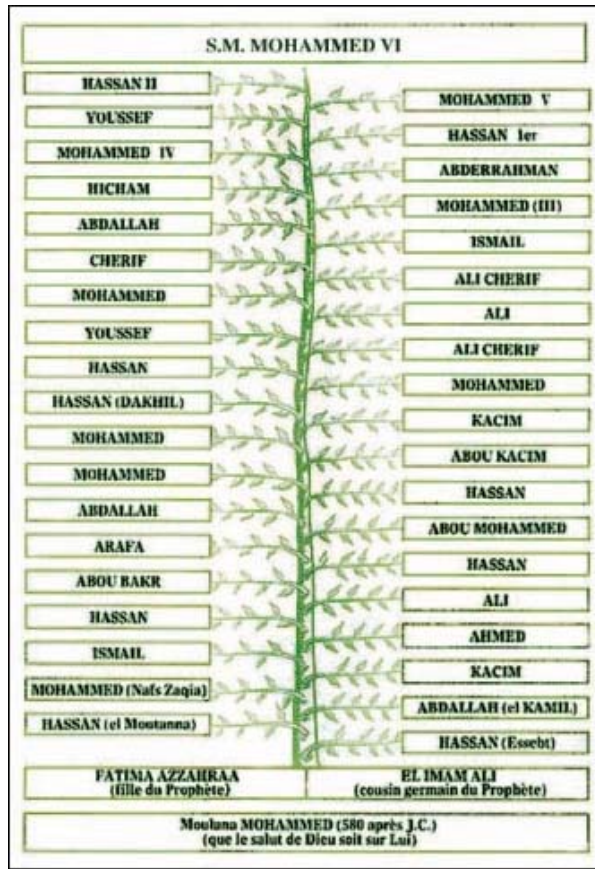 S.M. MOHAMMED VI
HASSAN II
MOHAMMED V
YOUSSEF
HASSAN 1er
MOHAMMED IV
ABDERRAHMAN
HICHAM
MOHAMMED (III)
ABDALLAH
ISMAIL
CHERIF
ALI CHERIF
MOHAMMED
ALI
YOUSSEF
ALI CHERIF
HASSAN
MOHAMMED
HASSAN (DAKHIL)
KACIM
MOHAMMED
ABOU KACIM
MOHAMMED
HASSAN
ABDALLAH
ABOU MOHAMMED
ARAFA
HASSAN
ABOU BAKR
ALI
HASSAN
AHMED
ISMAIL
KACIM
MOHAMMED (Nafs Zaqia)
ABDALLAH (el KAMIL)
HASSAN (el Moutanna)
HASSAN (Essebt)
FATIMA AZZAHRAA
(fille du Prophète)
EL IMAM ALI
(cousin germain du Prophète)
Moulana MOHAMMED (580 après J.C.)
(que le salut de Dieu soit sur Lui)